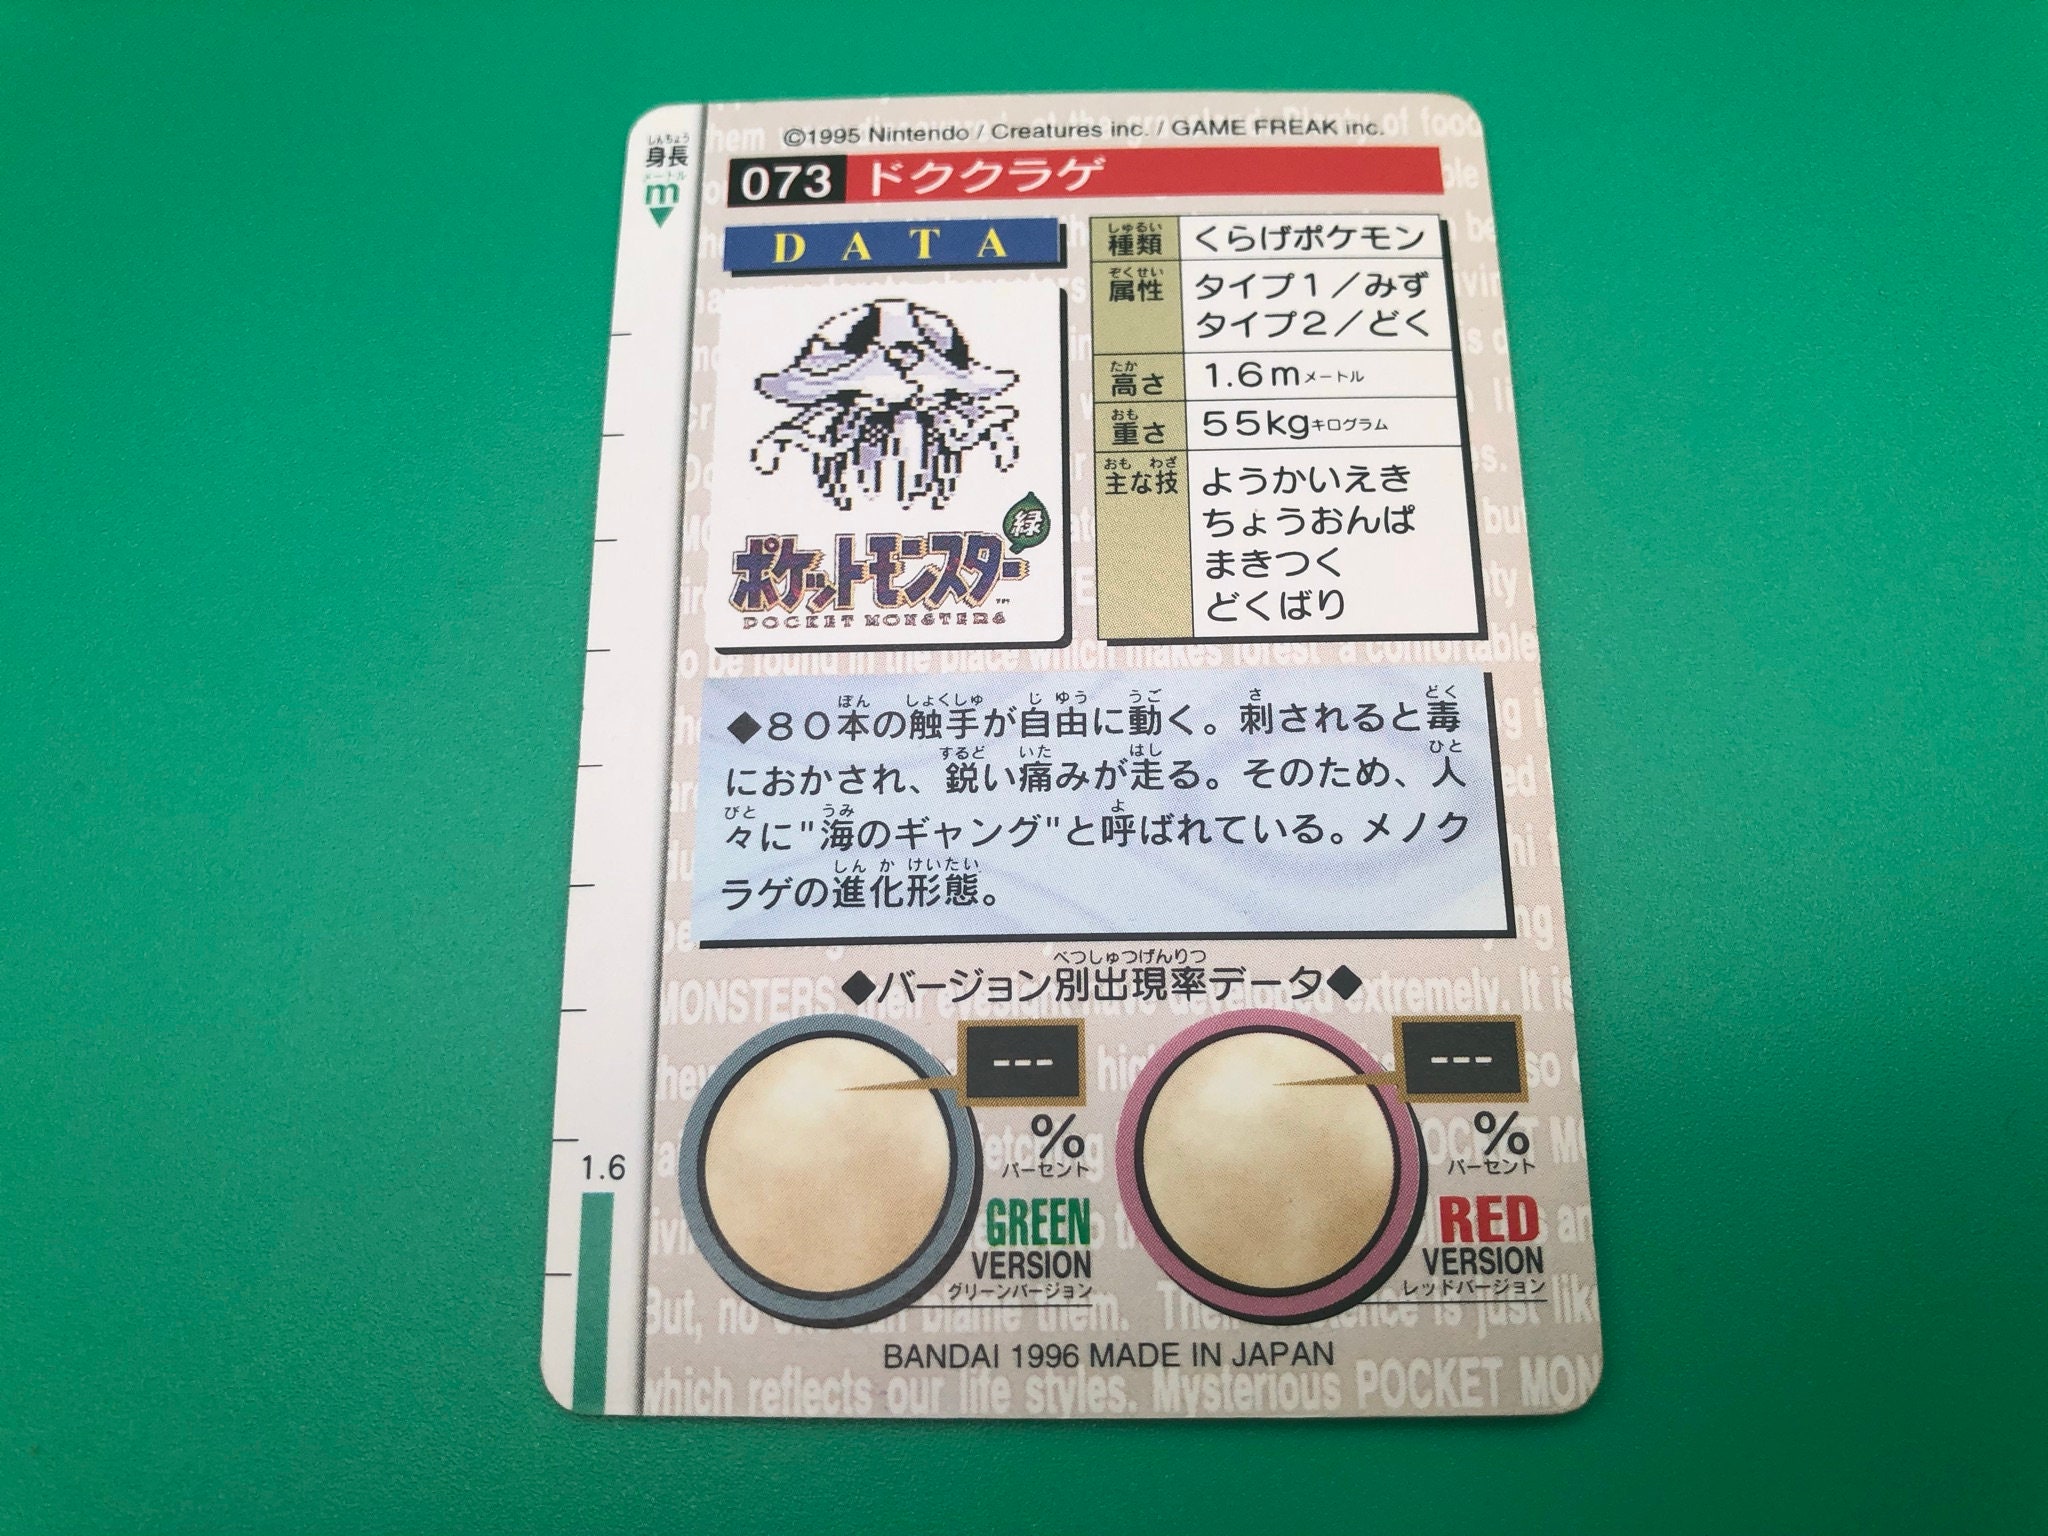 ©1995 Nintendo / Creatures inc. / GAME FREAK inc.
しんちょう
身長
メートル
m
073 ドククラゲ
DATA
緑
ポケットモンスター
POCKET MONSTERS
しゅるい
種類 くらげポケモン
ぞくせい
属性 タイプ1／みず
タイプ2／どく
たか
高さ 1.6mメートル
おも
重さ 55kgキログラム
おも わざ
主な技 ようかいえき
ちょうおんぱ
まきつく
どくばり
ぽん しょくしゅ じ ゆう うご さ どく
◆80本の触手が自由に動く。刺されると毒
するど いた はし ひと
におかされ、鋭い痛みが走る。そのため、人
びと うみ よ
々に"海のギャング"と呼ばれている。メノク
しん か けいたい
ラゲの進化形態。
べつしゅつげんりつ
◆バージョン別出現率データ◆
---
%
パーセント
GREEN
VERSION
グリーンバージョン
---
%
パーセント
RED
VERSION
レッドバージョン
1.6
BANDAI 1996 MADE IN JAPAN
which reflects our life styles. Mysterious POCKET MON